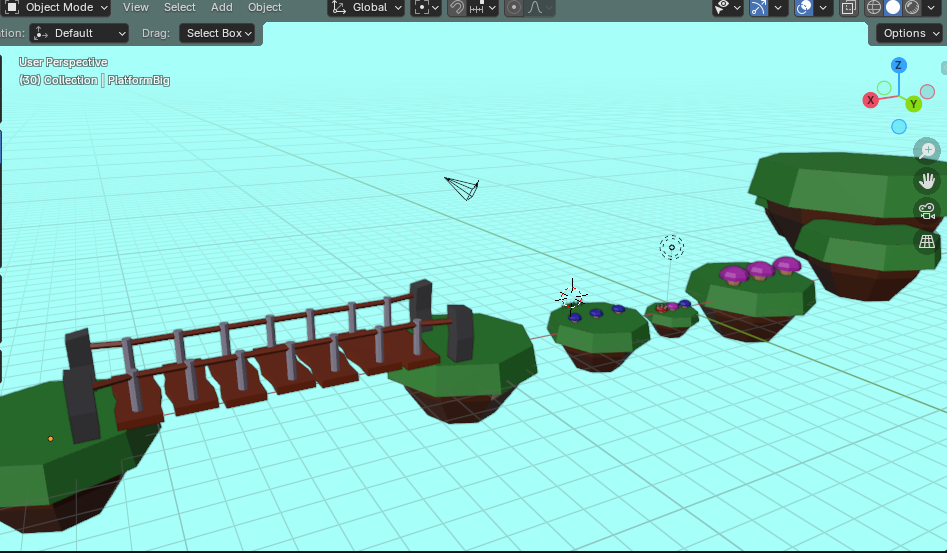 Object Mode View Select Add Object Global
tion: Default Drag: Select Box Options
User Perspective
(30) Collection | PlatformBig
Z
X
Y